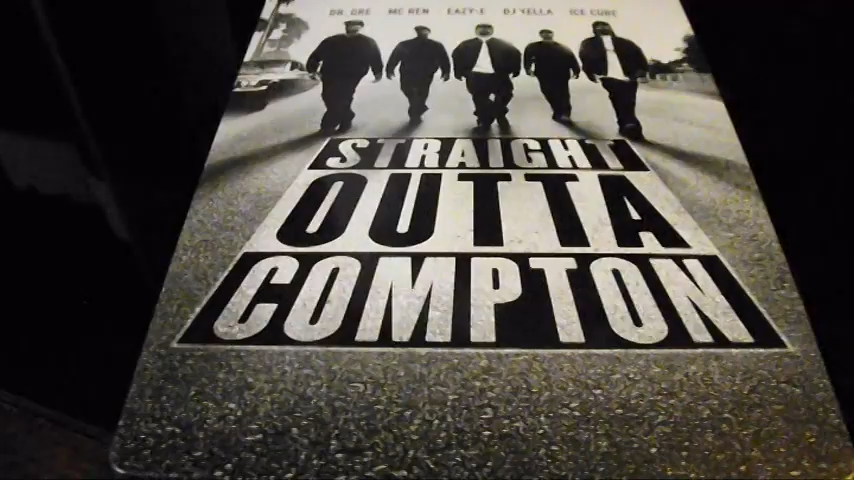 DR. DRE MC REN EAZY-E DJ YELLA ICE CUBE
STRAIGHT
OUTTA
COMPTON